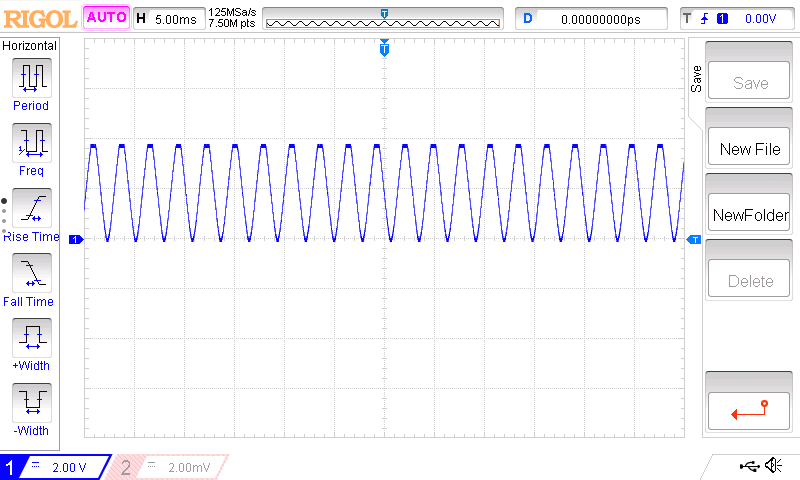 RIGOL AUTO H 5.00ms 125MSa/s
7.50M pts
T
D 0.00000000ps
T 1 0.00V
Horizontal
Period
Freq
Rise Time
Fall Time
+Width
-Width
T
1
T
Save
Save
New File
NewFolder
Delete
1 2.00 V
2 2.00mV